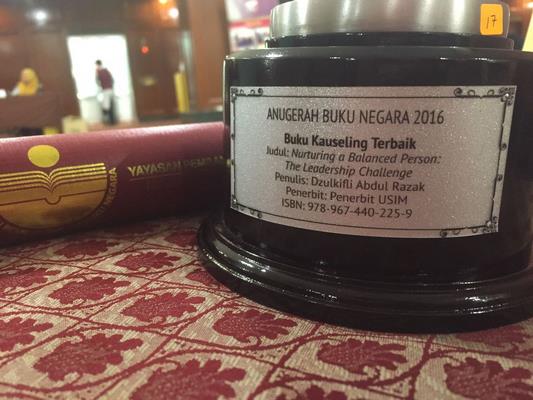 17
ANUGERAH BUKU NEGARA 2016
Buku Kauseling Terbaik
Judul: Nurturing a Balanced Person:
The Leadership Challenge
Penulis: Dzulkifli Abdul Razak
Penerbit: Penerbit USIM
ISBN: 978-967-440-225-9
YAYASAN
NEGARA